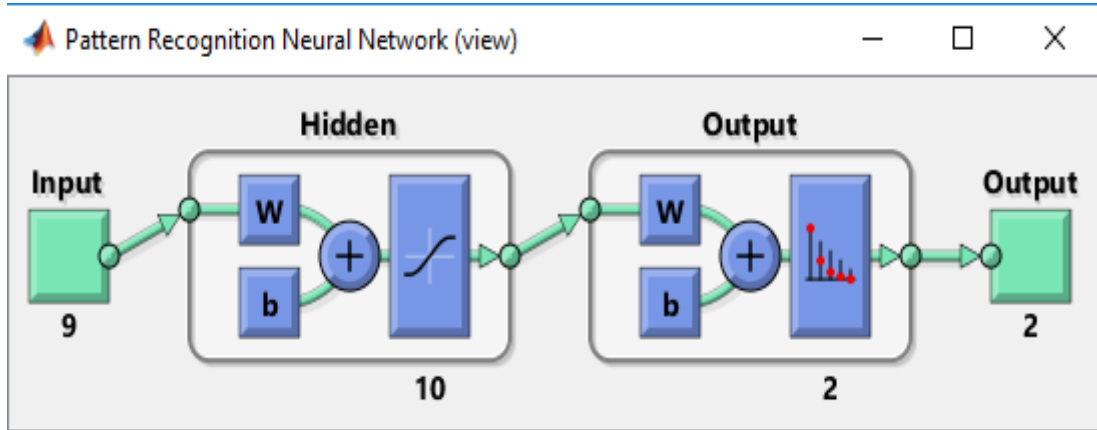 Pattern Recognition Neural Network (view)
Hidden
Output
Input
Output
W
W
b
b
9
10
2
2